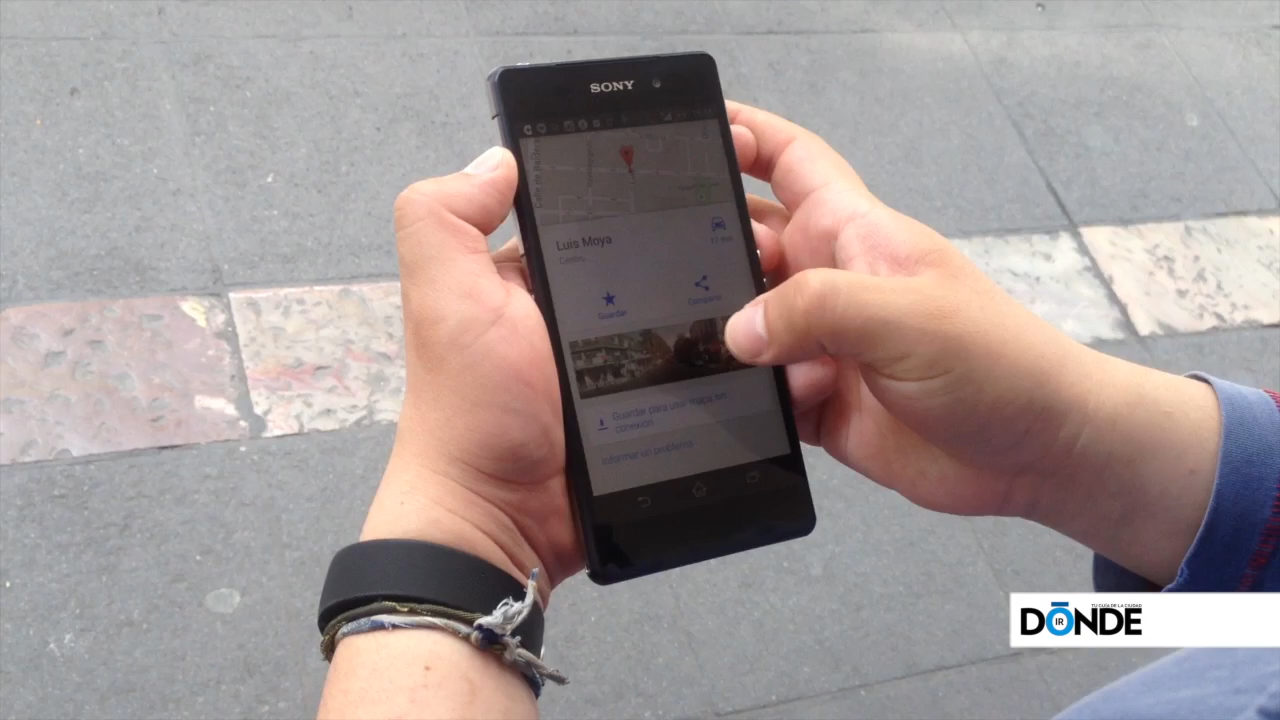 SONY
Luis Moya
Centro
Guardar
Compartir
Guardar para usar mapa sin
conexión
Informar un problema
TU GUÍA DE LA CIUDAD
DÓNDE
IR